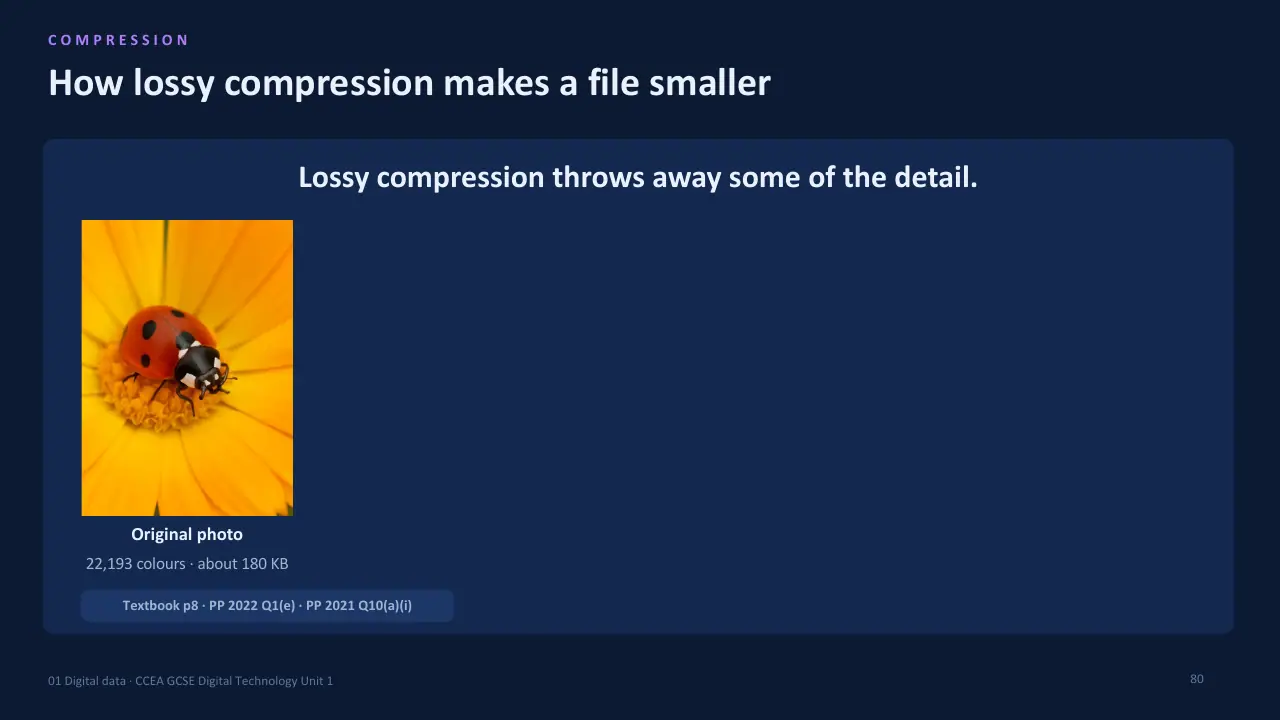 COMPRESSION
How lossy compression makes a file smaller
Lossy compression throws away some of the detail.
Original photo
22,193 colours · about 180 KB
Textbook p8 · PP 2022 Q1(e) · PP 2021 Q10(a)(i)
01 Digital data · CCEA GCSE Digital Technology Unit 1
80